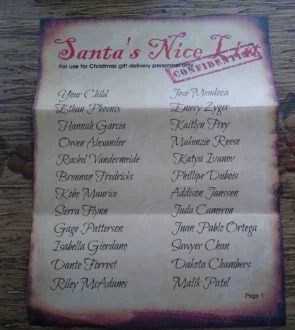 Santa's Nice List
For use for Christmas gift delivery personnel only
CONFIDENTIAL
Your Child
Ethan Phoenix
Hannah Garcia
Owen Alexander
Rachel Vandermeide
Brennan Fredricks
Kobe Maurice
Sierra Flynn
Gage Patterson
Isabella Giordano
Dante Forrest
Riley McAdams
Jose Mendoza
Emery Zyger
Kaitlyn Frey
Makenzie Reese
Katya Ivanov
Phillipe Dubois
Addison Janssen
Jada Cameron
Juan Pablo Ortega
Sawyer Chan
Dakota Chambers
Malik Patel
Page 1